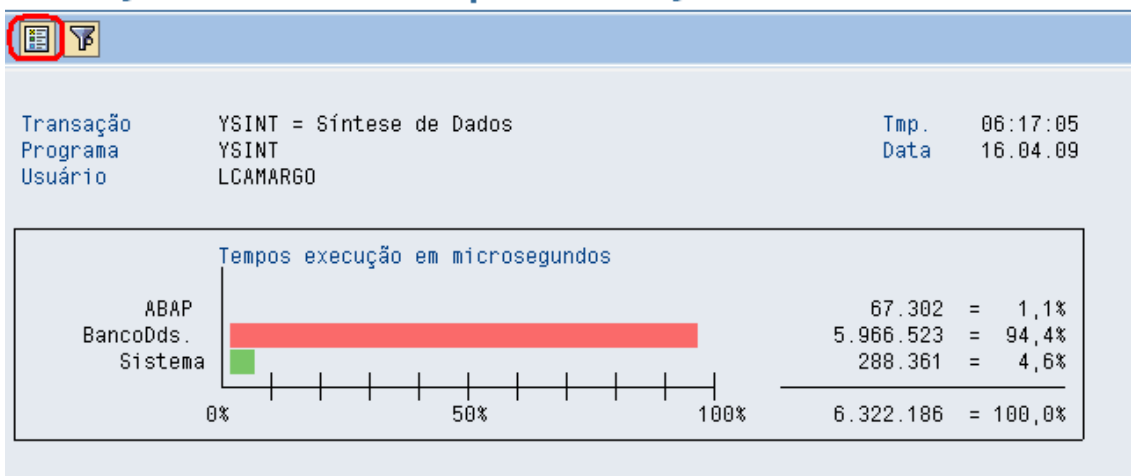 Transação YSINT = Síntese de Dados Tmp. 06:17:05
Programa YSINT Data 16.04.09
Usuário LCAMARGO
Tempos execução em microsegundos
ABAP 67.302 = 1,1%
BancoDds. 5.966.523 = 94,4%
Sistema 288.361 = 4,6%
0% 50% 100% 6.322.186 = 100,0%